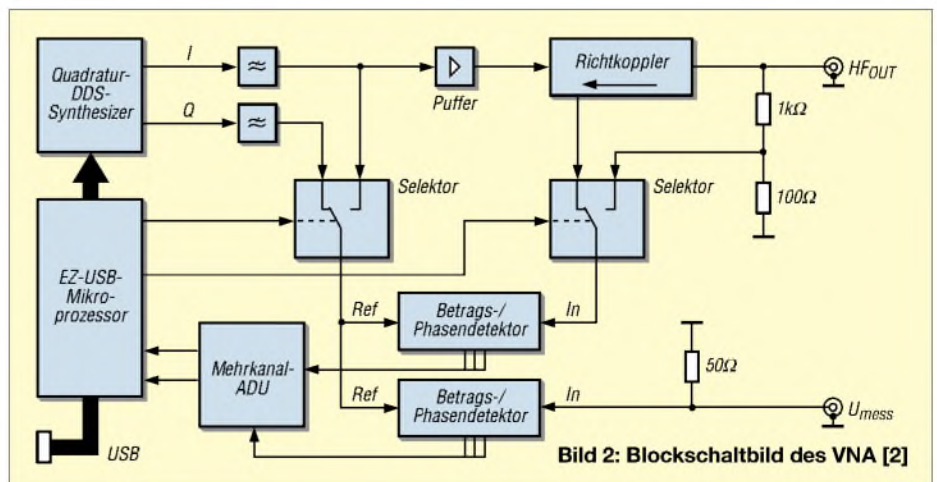 Quadratur-
DDS-
Synthesizer
I
Q
≈
≈
Puffer
Richtkoppler
HF_OUT
1kΩ
100Ω
Selektor
Selektor
EZ-USB-
Mikro-
prozessor
Ref
Betrags-/
Phasendetektor
In
Mehrkanal-
ADU
Ref
Betrags-/
Phasendetektor
In
50Ω
U_mess
USB
Bild 2: Blockschaltbild des VNA [2]